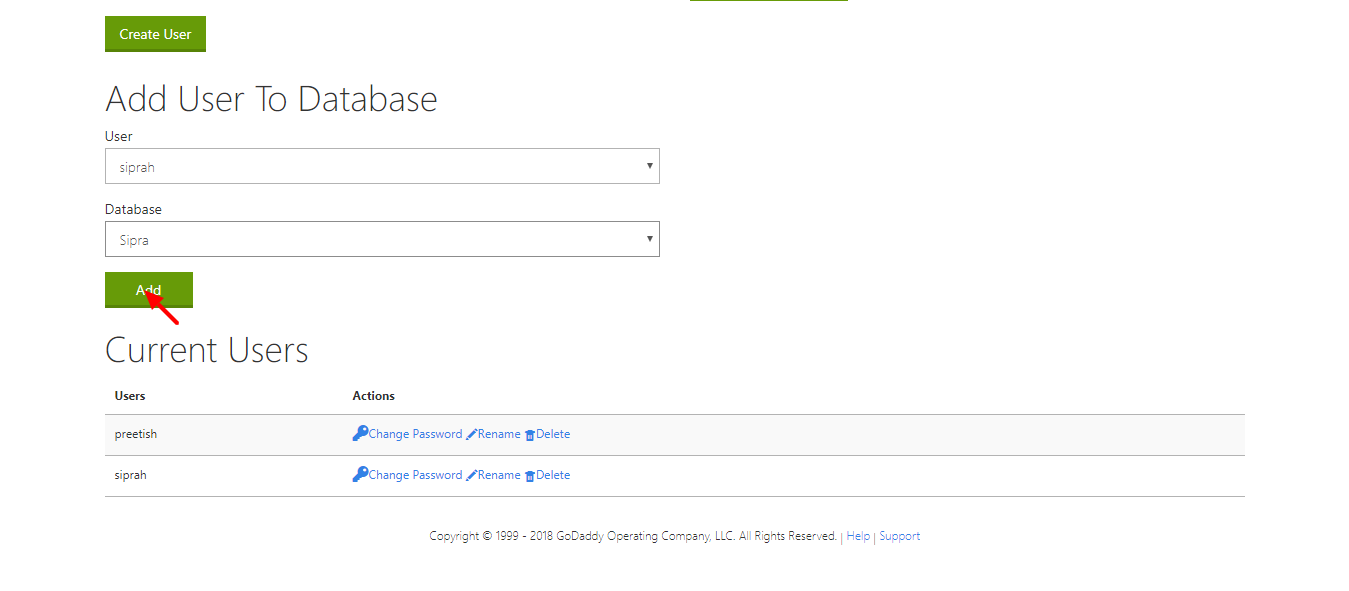 Create User
Add User To Database
User
siprah
Database
Sipra
Add
Current Users
Users Actions
preetish Change Password Rename Delete
siprah Change Password Rename Delete
Copyright © 1999 - 2018 GoDaddy Operating Company, LLC. All Rights Reserved. | Help | Support